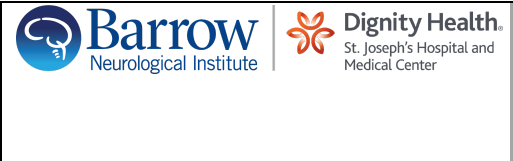 Barrow
Neurological Institute
Dignity Health®
St. Joseph's Hospital and
Medical Center